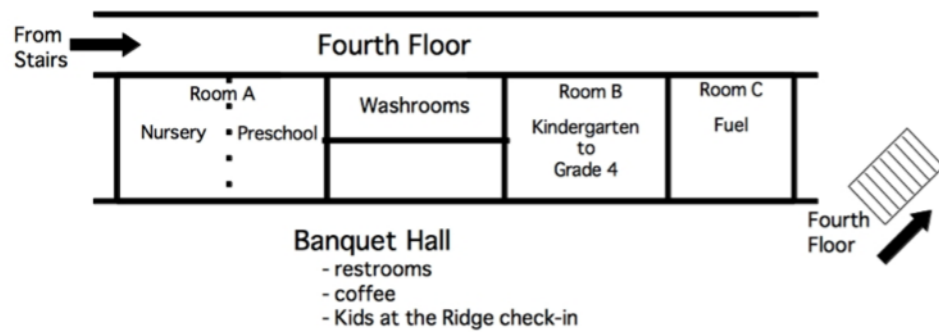 From
Stairs
Fourth Floor
Room A
Nursery
Preschool
Washrooms
Room B
Kindergarten
to
Grade 4
Room C
Fuel
Fourth
Floor
Banquet Hall
- restrooms
- coffee
- Kids at the Ridge check-in